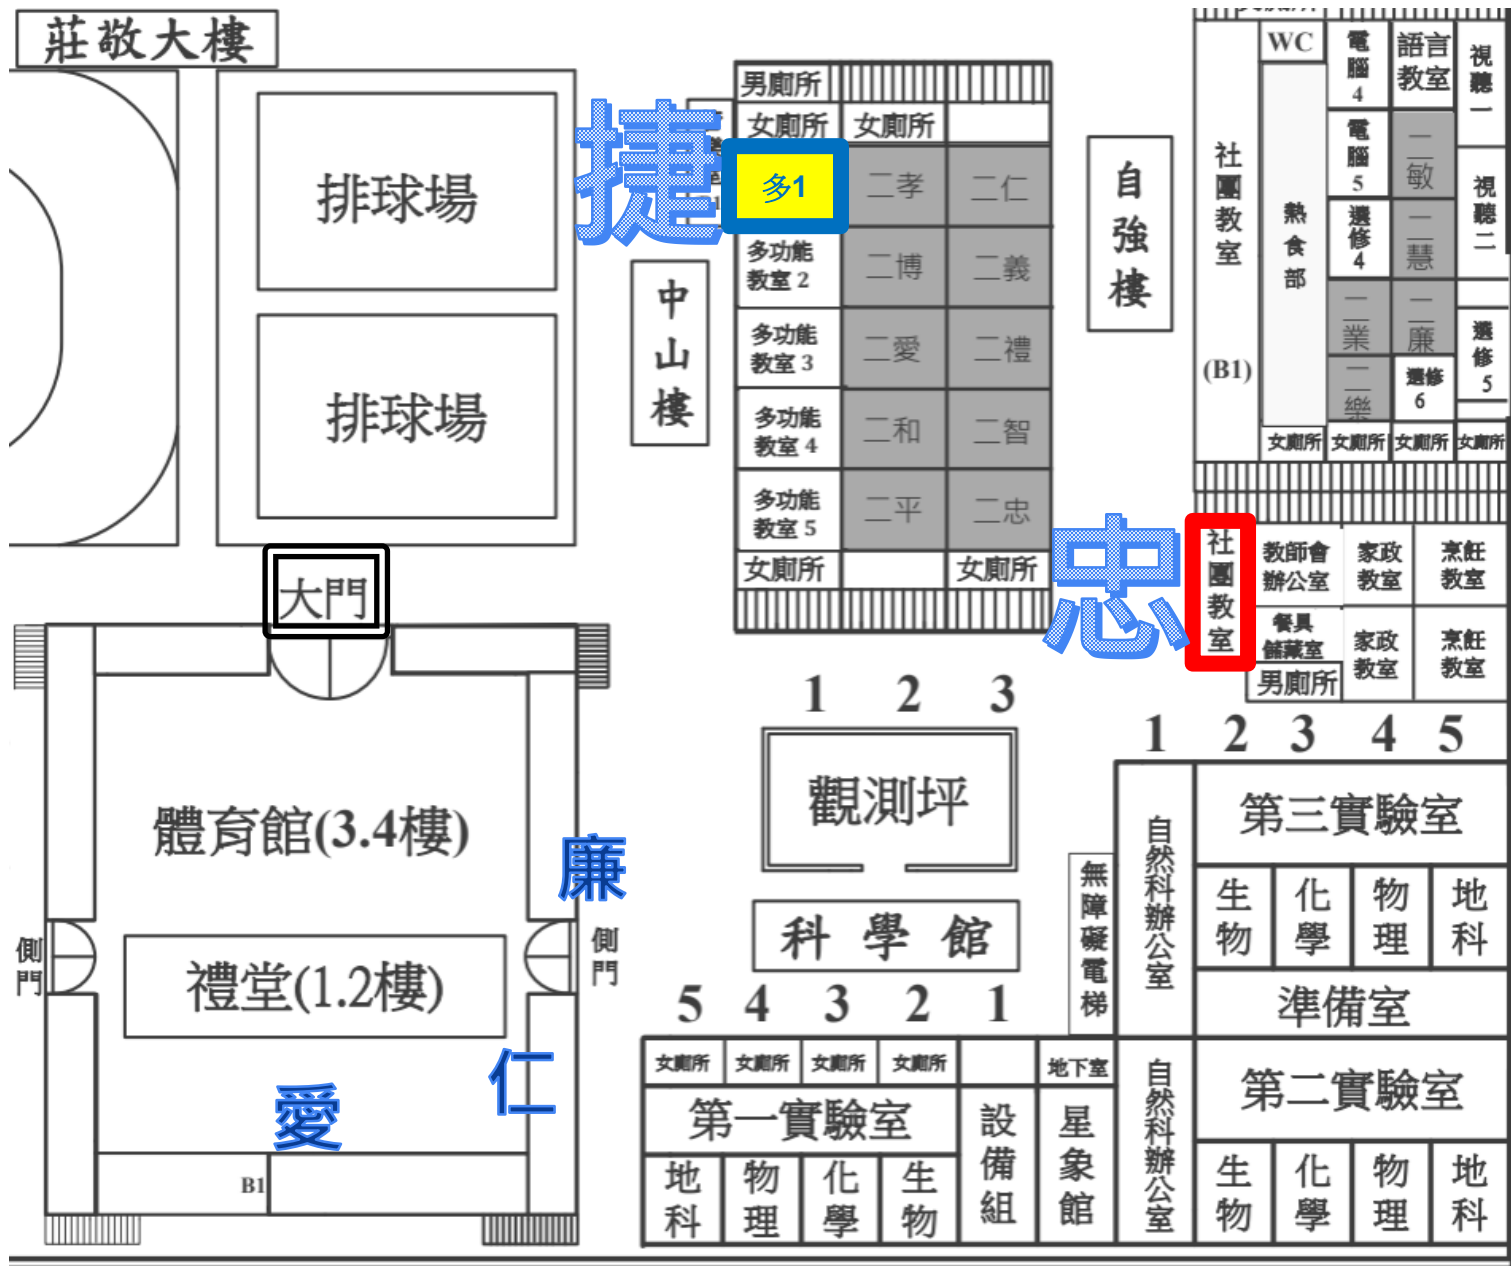 莊敬大樓
排球場
排球場
大門
體育館(3.4樓)
禮堂(1.2樓)
側門
側門
廉
仁
愛
B1
捷
中山樓
男廁所
女廁所 女廁所
多1 二孝 二仁
多功能教室 2 二博 二義
多功能教室 3 二愛 二禮
多功能教室 4 二和 二智
多功能教室 5 二平 二忠
女廁所 女廁所
1 2 3
自強樓
社團教室
(B1)
WC
熱食部
女廁所
電腦4
電腦5
選修4
二業
二樂
女廁所
語言教室
二敏
二慧
二廉
選修6
女廁所
視聽一
視聽二
選修5
女廁所
忠
社團教室
教師會辦公室 家政教室 烹飪教室
餐具儲藏室 家政教室 烹飪教室
男廁所
1 2 3 4 5
觀測坪
科學館
無障礙電梯
自然科辦公室
第三實驗室
生物 化學 物理 地科
準備室
5 4 3 2 1
女廁所 女廁所 女廁所 女廁所
第一實驗室
地科 物理 化學 生物
設備組
地下室
星象館
自然科辦公室
第二實驗室
生物 化學 物理 地科